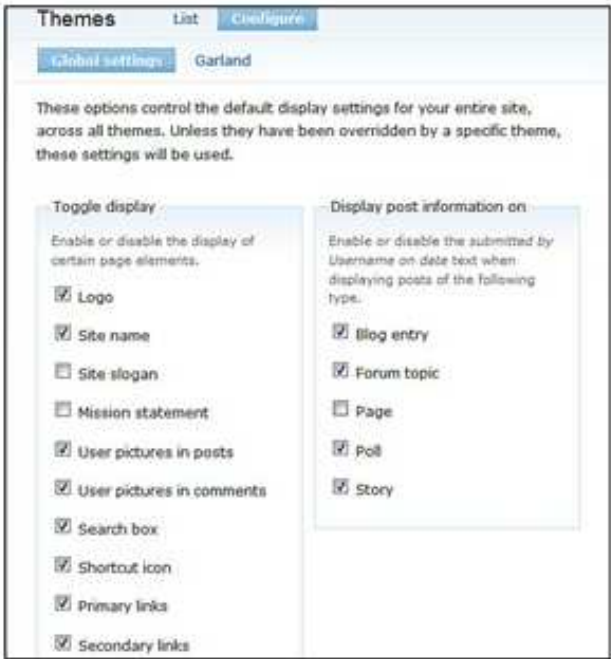 Themes List Configure
Global settings Garland
These options control the default display settings for your entire site,
across all themes. Unless they have been overridden by a specific theme,
these settings will be used.
Toggle display
Enable or disable the display of
certain page elements.
Logo
Site name
Site slogan
Mission statement
User pictures in posts
User pictures in comments
Search box
Shortcut icon
Primary links
Secondary links
Display post information on
Enable or disable the submitted by
Username on date text when
displaying posts of the following
type.
Blog entry
Forum topic
Page
Poll
Story